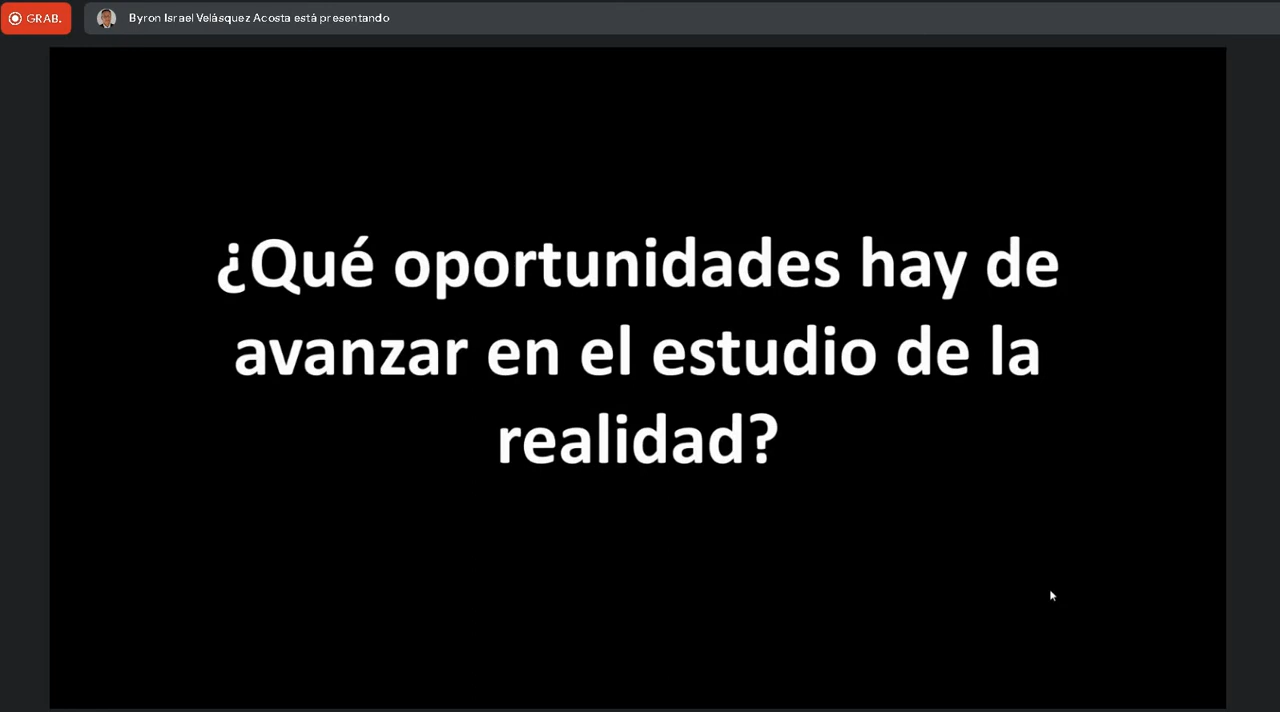 GRAB.
Byron Israel Velásquez Acosta está presentando
¿Qué oportunidades hay de
avanzar en el estudio de la
realidad?